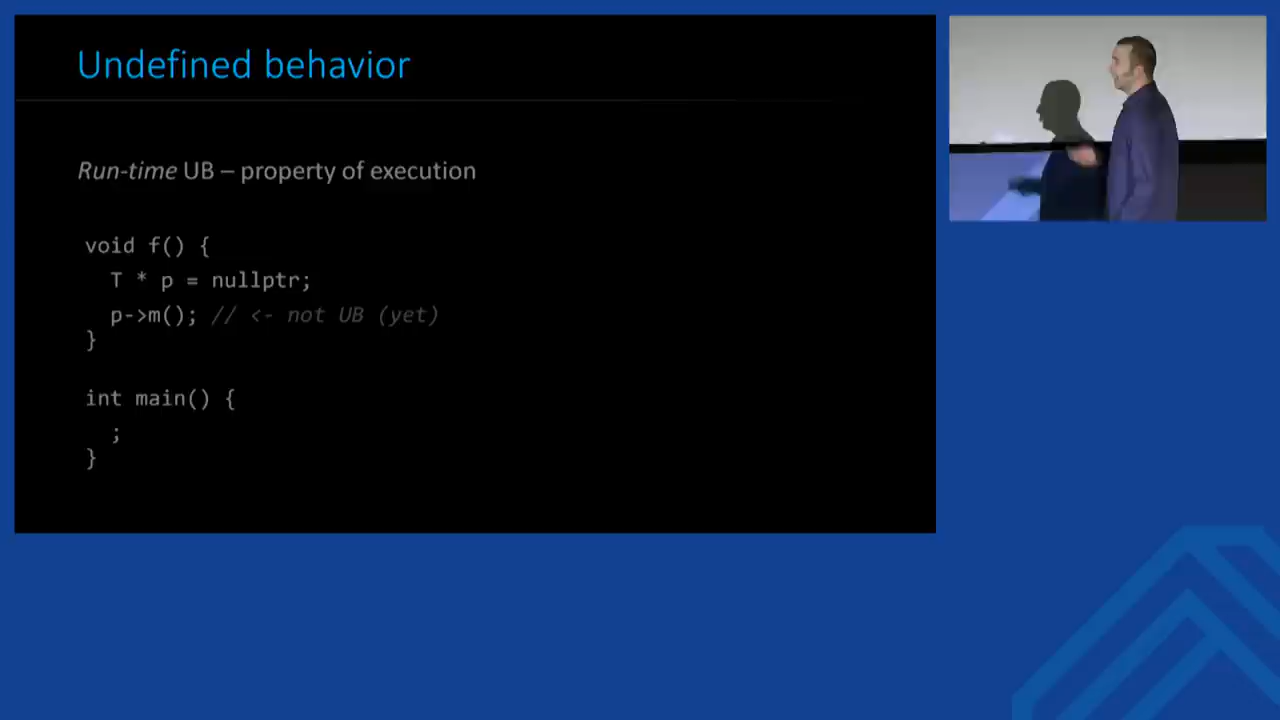 Undefined behavior
Run-time UB – property of execution
void f() {
T * p = nullptr;
p->m(); // <- not UB (yet)
}
int main() {
;
}